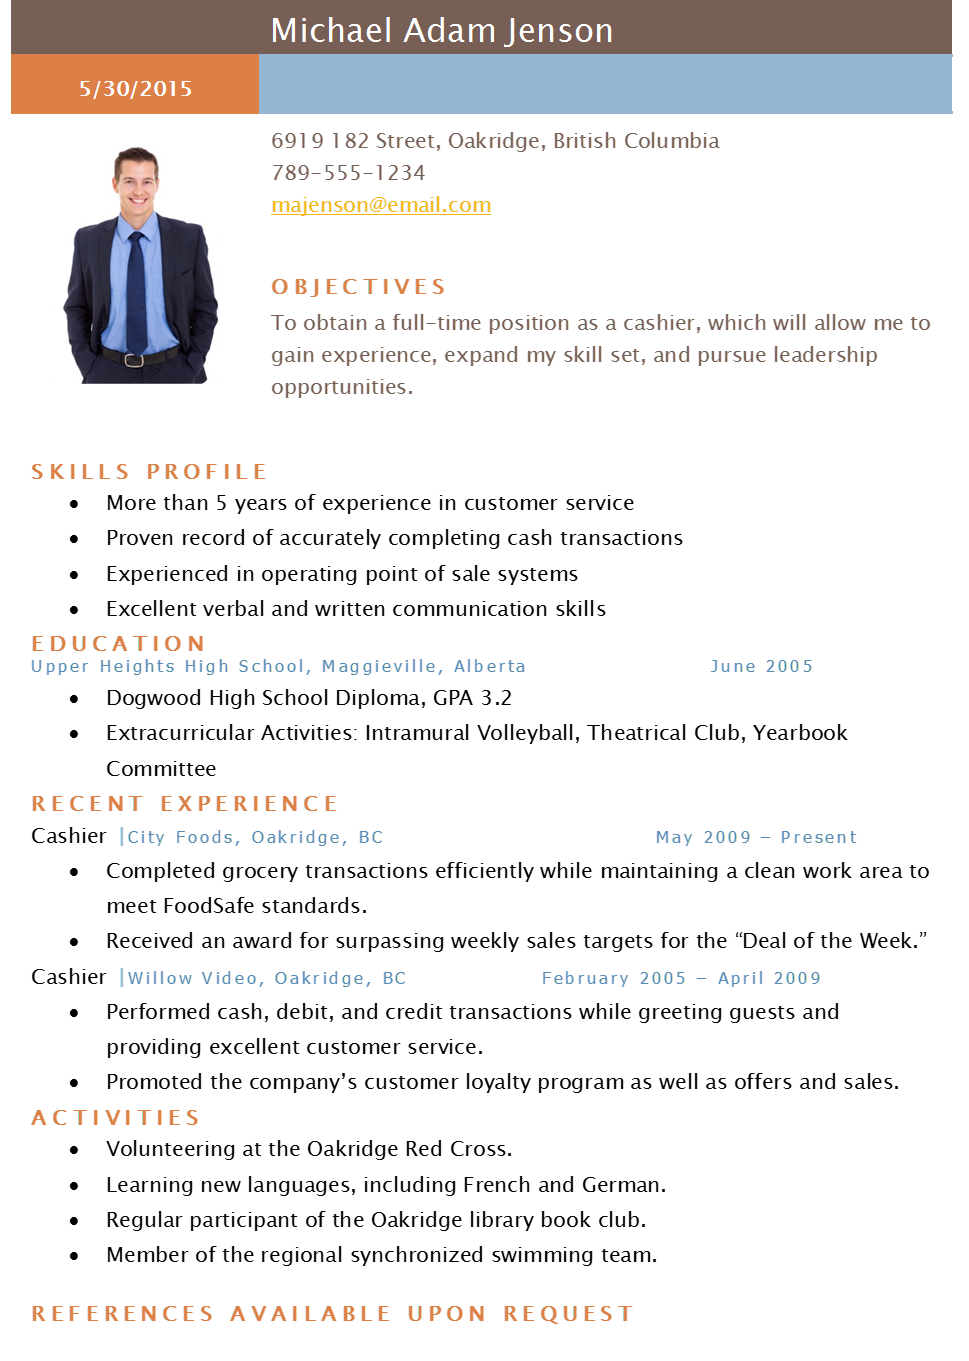 Michael Adam Jenson
5/30/2015
6919 182 Street, Oakridge, British Columbia
789-555-1234
majenson@email.com
OBJECTIVES
To obtain a full-time position as a cashier, which will allow me to
gain experience, expand my skill set, and pursue leadership
opportunities.
SKILLS PROFILE
• More than 5 years of experience in customer service
• Proven record of accurately completing cash transactions
• Experienced in operating point of sale systems
• Excellent verbal and written communication skills
EDUCATION
Upper Heights High School, Maggieville, Alberta June 2005
• Dogwood High School Diploma, GPA 3.2
• Extracurricular Activities: Intramural Volleyball, Theatrical Club, Yearbook
Committee
RECENT EXPERIENCE
Cashier |City Foods, Oakridge, BC May 2009 – Present
• Completed grocery transactions efficiently while maintaining a clean work area to
meet FoodSafe standards.
• Received an award for surpassing weekly sales targets for the “Deal of the Week.”
Cashier |Willow Video, Oakridge, BC February 2005 – April 2009
• Performed cash, debit, and credit transactions while greeting guests and
providing excellent customer service.
• Promoted the company’s customer loyalty program as well as offers and sales.
ACTIVITIES
• Volunteering at the Oakridge Red Cross.
• Learning new languages, including French and German.
• Regular participant of the Oakridge library book club.
• Member of the regional synchronized swimming team.
REFERENCES AVAILABLE UPON REQUEST